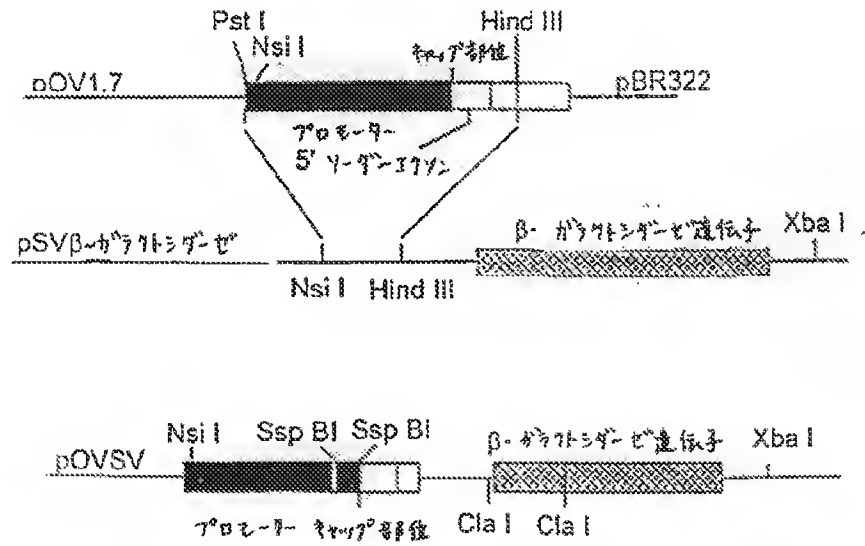 Pst I
Hind III
Nsi I
キャップ部位
pOV1.7
pBR322
プロモーター
5' リーダーエクソン
β- ガラクトシダーゼ遺伝子
Xba I
pSVβ-ガラクトシダーゼ
Nsi I
Hind III
Nsi I
Ssp BI
Ssp BI
β- ガラクトシダーゼ遺伝子
Xba I
pOVSV
プロモーター
キャップ部位
Cla I
Cla I